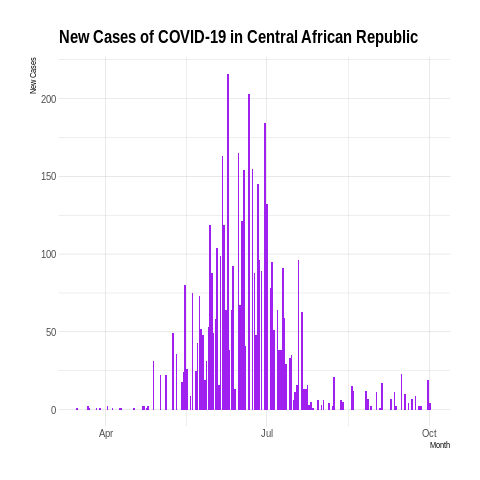 New Cases of COVID-19 in Central African Republic
New Cases
200
150
100
50
0
Apr
Jul
Oct
Month